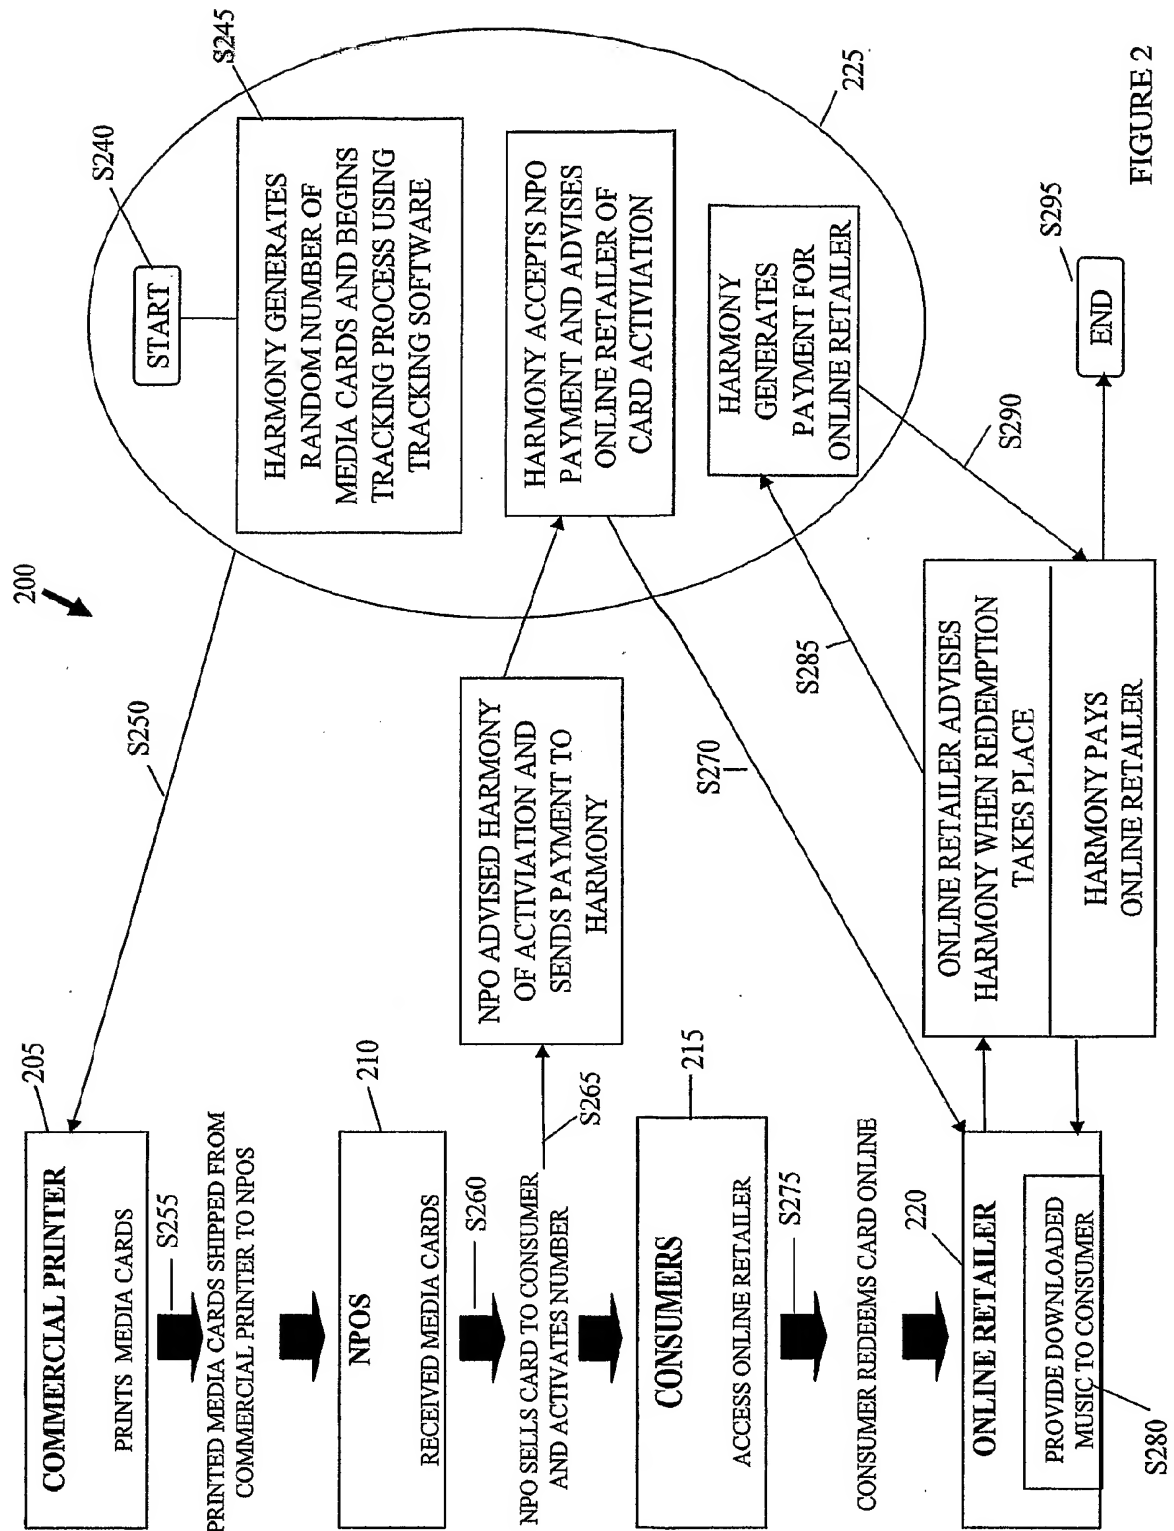 200
S240
START
S245
HARMONY GENERATES
RANDOM NUMBER OF
MEDIA CARDS AND BEGINS
TRACKING PROCESS USING
TRACKING SOFTWARE
HARMONY ACCEPTS NPO
PAYMENT AND ADVISES
ONLINE RETAILER OF
CARD ACTIVIATION
225
HARMONY
GENERATES
PAYMENT FOR
ONLINE RETAILER
S250
205
COMMERCIAL PRINTER
PRINTS MEDIA CARDS
S255
PRINTED MEDIA CARDS SHIPPED FROM
COMMERCIAL PRINTER TO NPOS
210
NPOS
RECEIVED MEDIA CARDS
S260
NPO SELLS CARD TO CONSUMER
AND ACTIVATES NUMBER
S265
NPO ADVISED HARMONY
OF ACTIVIATION AND
SENDS PAYMENT TO
HARMONY
S270
215
CONSUMERS
ACCESS ONLINE RETAILER
S275
CONSUMER REDEEMS CARD ONLINE
220
ONLINE RETAILER
PROVIDE DOWNLOADED
MUSIC TO CONSUMER
S280
S285
ONLINE RETAILER ADVISES
HARMONY WHEN REDEMPTION
TAKES PLACE
HARMONY PAYS
ONLINE RETAILER
S290
S295
END
FIGURE 2